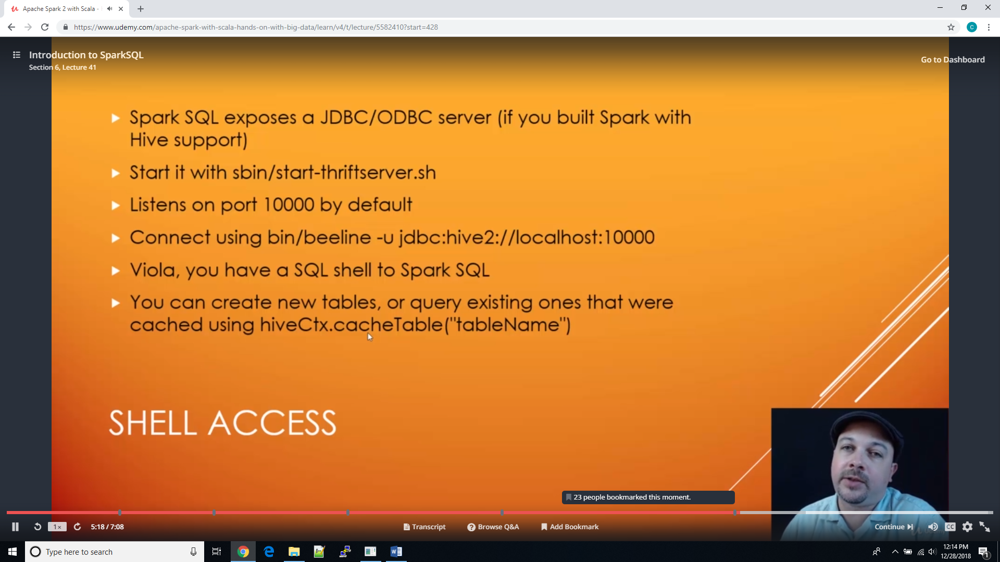 Apache Spark 2 with Scala -
https://www.udemy.com/apache-spark-with-scala-hands-on-with-big-data/learn/v4/t/lecture/5582410?start=428
C
Introduction to SparkSQL
Section 6, Lecture 41
Go to Dashboard
Spark SQL exposes a JDBC/ODBC server (if you built Spark with
Hive support)
Start it with sbin/start-thriftserver.sh
Listens on port 10000 by default
Connect using bin/beeline -u jdbc:hive2://localhost:10000
Viola, you have a SQL shell to Spark SQL
You can create new tables, or query existing ones that were
cached using hiveCtx.cacheTable("tableName")
SHELL ACCESS
23 people bookmarked this moment.
1×
5:18 / 7:08
Transcript
Browse Q&A
Add Bookmark
Continue
CC
Type here to search
12:14 PM
12/28/2018
1